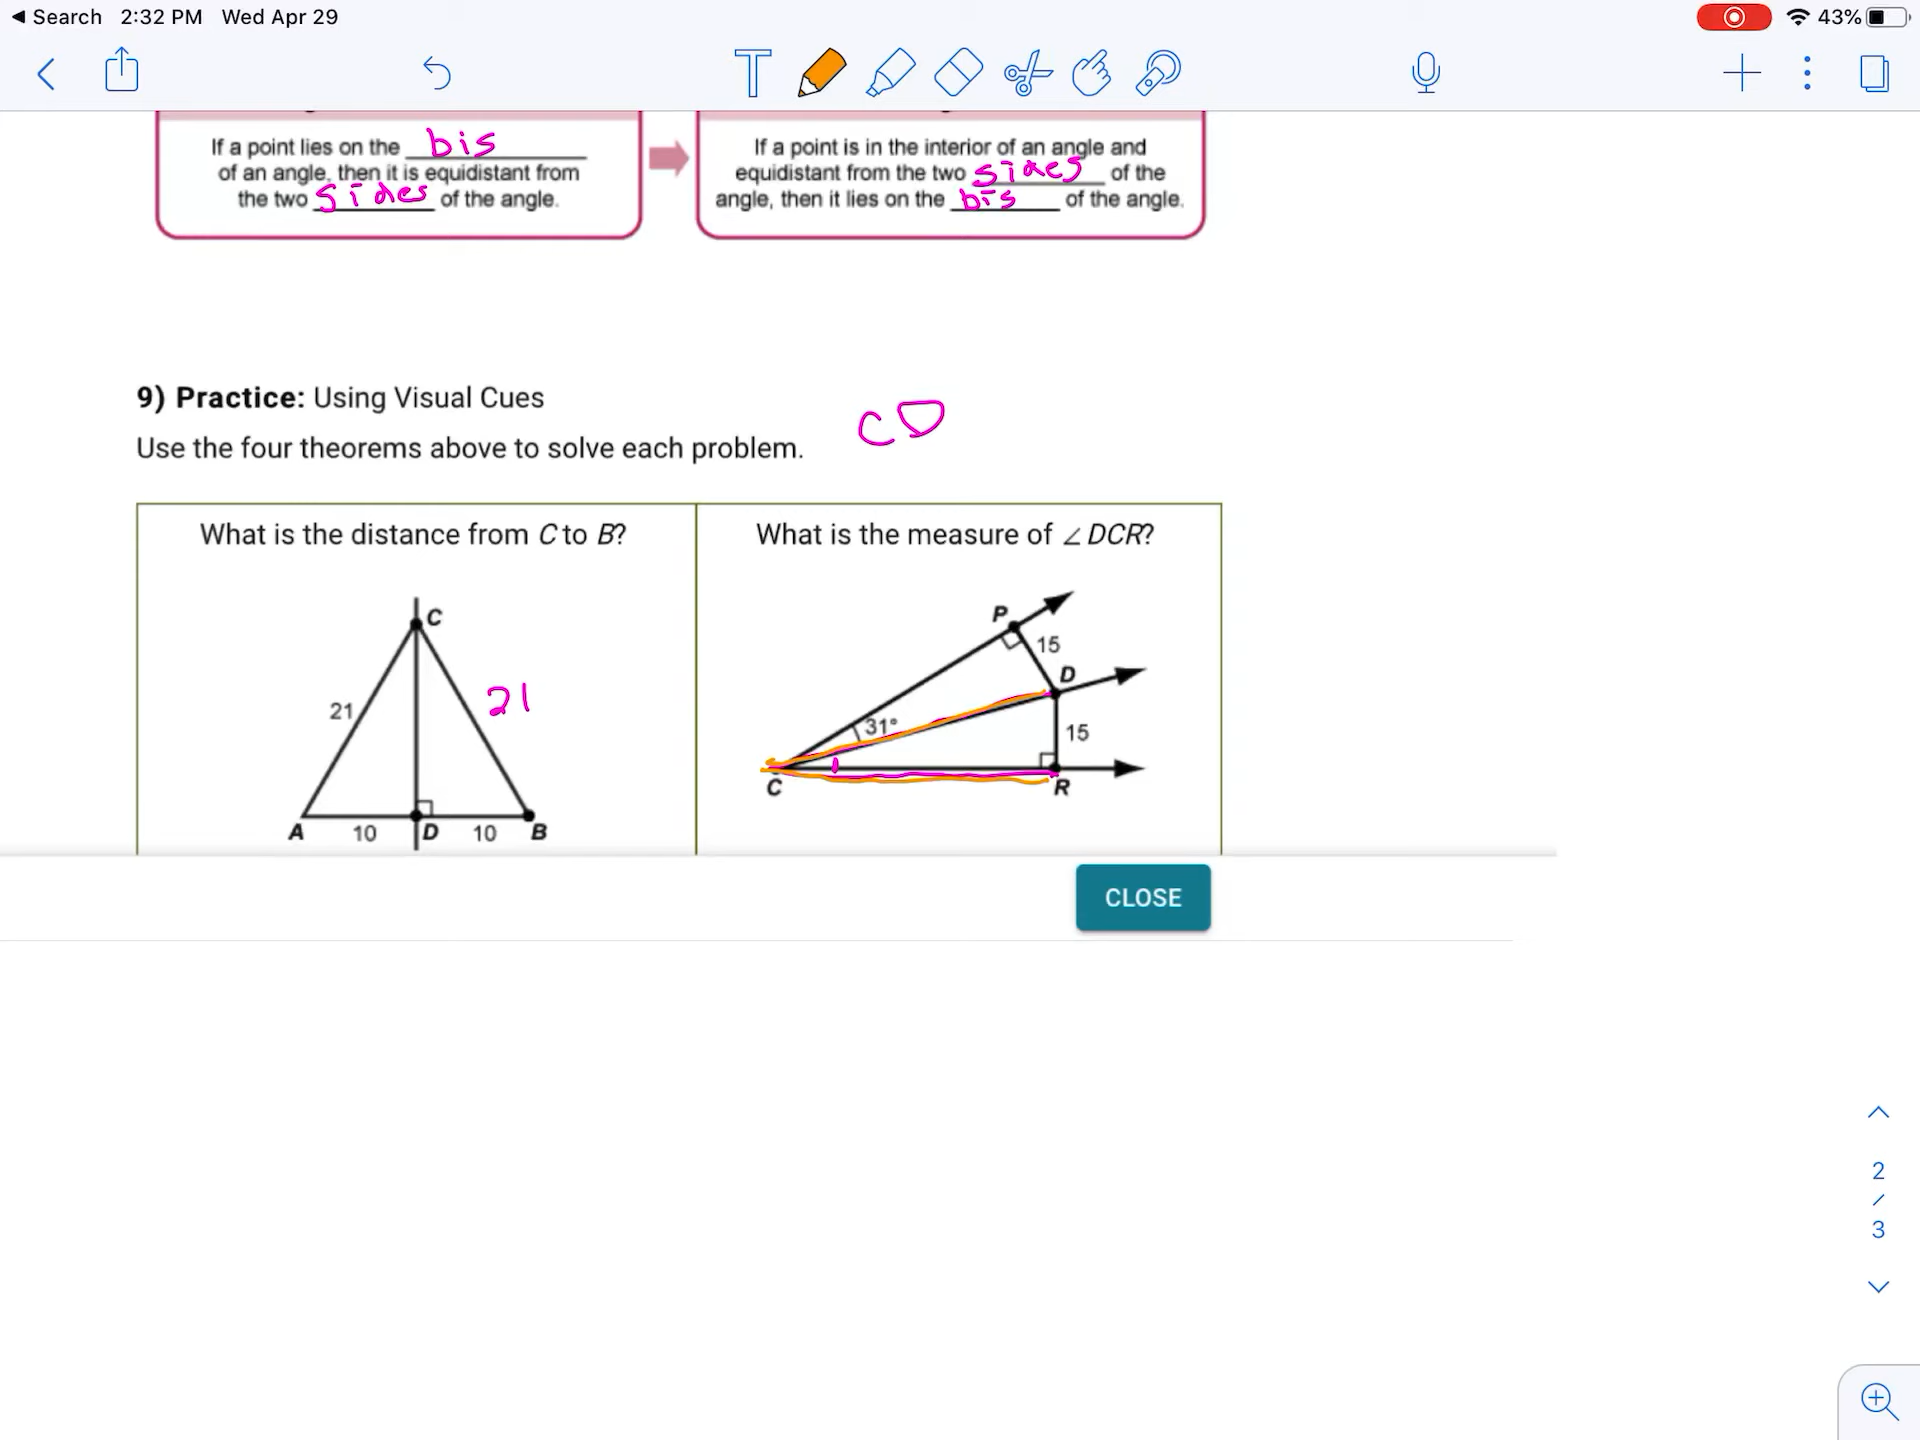 Search 2:32 PM Wed Apr 29 43%
If a point lies on the bis
of an angle, then it is equidistant from
the two sides of the angle.
If a point is in the interior of an angle and
equidistant from the two sides of the
angle, then it lies on the bis of the angle.
9) Practice: Using Visual Cues
CD
Use the four theorems above to solve each problem.
What is the distance from C to B?
C
21
21
A 10 D 10 B
What is the measure of ∠DCR?
P
15
D
31°
15
C
R
CLOSE
2
/
3